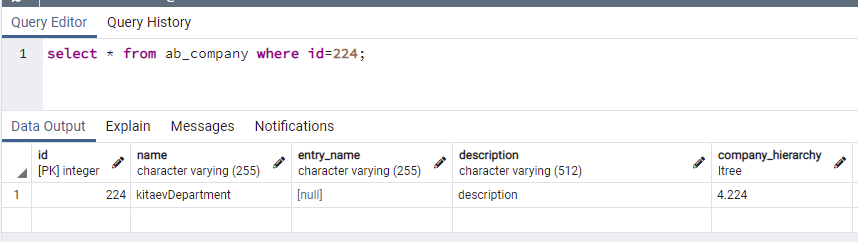 Query Editor Query History
1 select * from ab_company where id=224;
Data Output Explain Messages Notifications
id name entry_name description company_hierarchy
[PK] integer character varying (255) character varying (255) character varying (512) ltree
1 224 kitaevDepartment [null] description 4.224